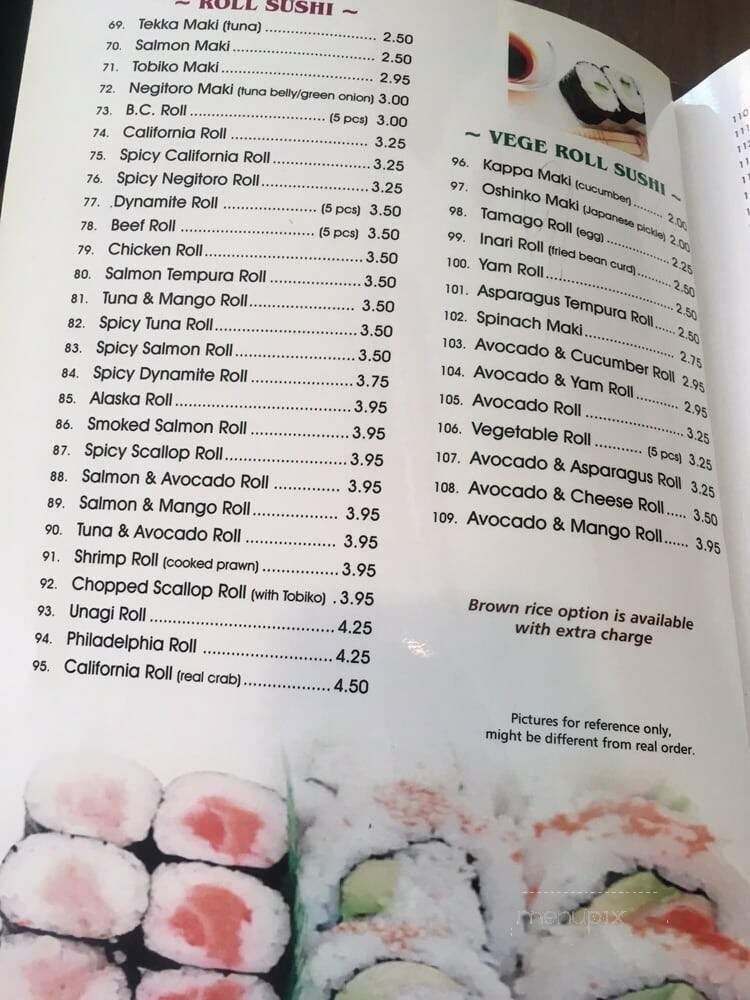 ~ ROLL SUSHI ~
69. Tekka Maki (tuna) ........................... 2.50
70. Salmon Maki .................................. 2.50
71. Tobiko Maki .................................... 2.95
72. Negitoro Maki (tuna belly/green onion) 3.00
73. B.C. Roll ................................. (5 pcs) 3.00
74. California Roll ................................. 3.25
75. Spicy California Roll ........................ 3.25
76. Spicy Negitoro Roll .......................... 3.25
77. Dynamite Roll ...................... (5 pcs) 3.50
78. Beef Roll ............................... (5 pcs) 3.50
79. Chicken Roll ..................................... 3.50
80. Salmon Tempura Roll ..................... 3.50
81. Tuna & Mango Roll ......................... 3.50
82. Spicy Tuna Roll ................................ 3.50
83. Spicy Salmon Roll ........................... 3.50
84. Spicy Dynamite Roll ....................... 3.75
85. Alaska Roll ........................................ 3.95
86. Smoked Salmon Roll ....................... 3.95
87. Spicy Scallop Roll ............................ 3.95
88. Salmon & Avocado Roll ................. 3.95
89. Salmon & Mango Roll .................... 3.95
90. Tuna & Avocado Roll ..................... 3.95
91. Shrimp Roll (cooked prawn) .................. 3.95
92. Chopped Scallop Roll (with Tobiko) . 3.95
93. Unagi Roll ......................................... 4.25
94. Philadelphia Roll .............................. 4.25
95. California Roll (real crab) .................... 4.50
~ VEGE ROLL SUSHI ~
96. Kappa Maki (cucumber) ......... 2.00
97. Oshinko Maki (Japanese pickle) 2.00
98. Tamago Roll (egg) .................. 2.25
99. Inari Roll (fried bean curd) ........ 2.50
100. Yam Roll ............................... 2.50
101. Asparagus Tempura Roll ..... 2.50
102. Spinach Maki ...................... 2.75
103. Avocado & Cucumber Roll 2.95
104. Avocado & Yam Roll .......... 2.95
105. Avocado Roll ...................... 3.25
106. Vegetable Roll .......... (5 pcs) 3.25
107. Avocado & Asparagus Roll 3.25
108. Avocado & Cheese Roll ..... 3.50
109. Avocado & Mango Roll ...... 3.95
Brown rice option is available
with extra charge
Pictures for reference only,
might be different from real order.
menupix
110